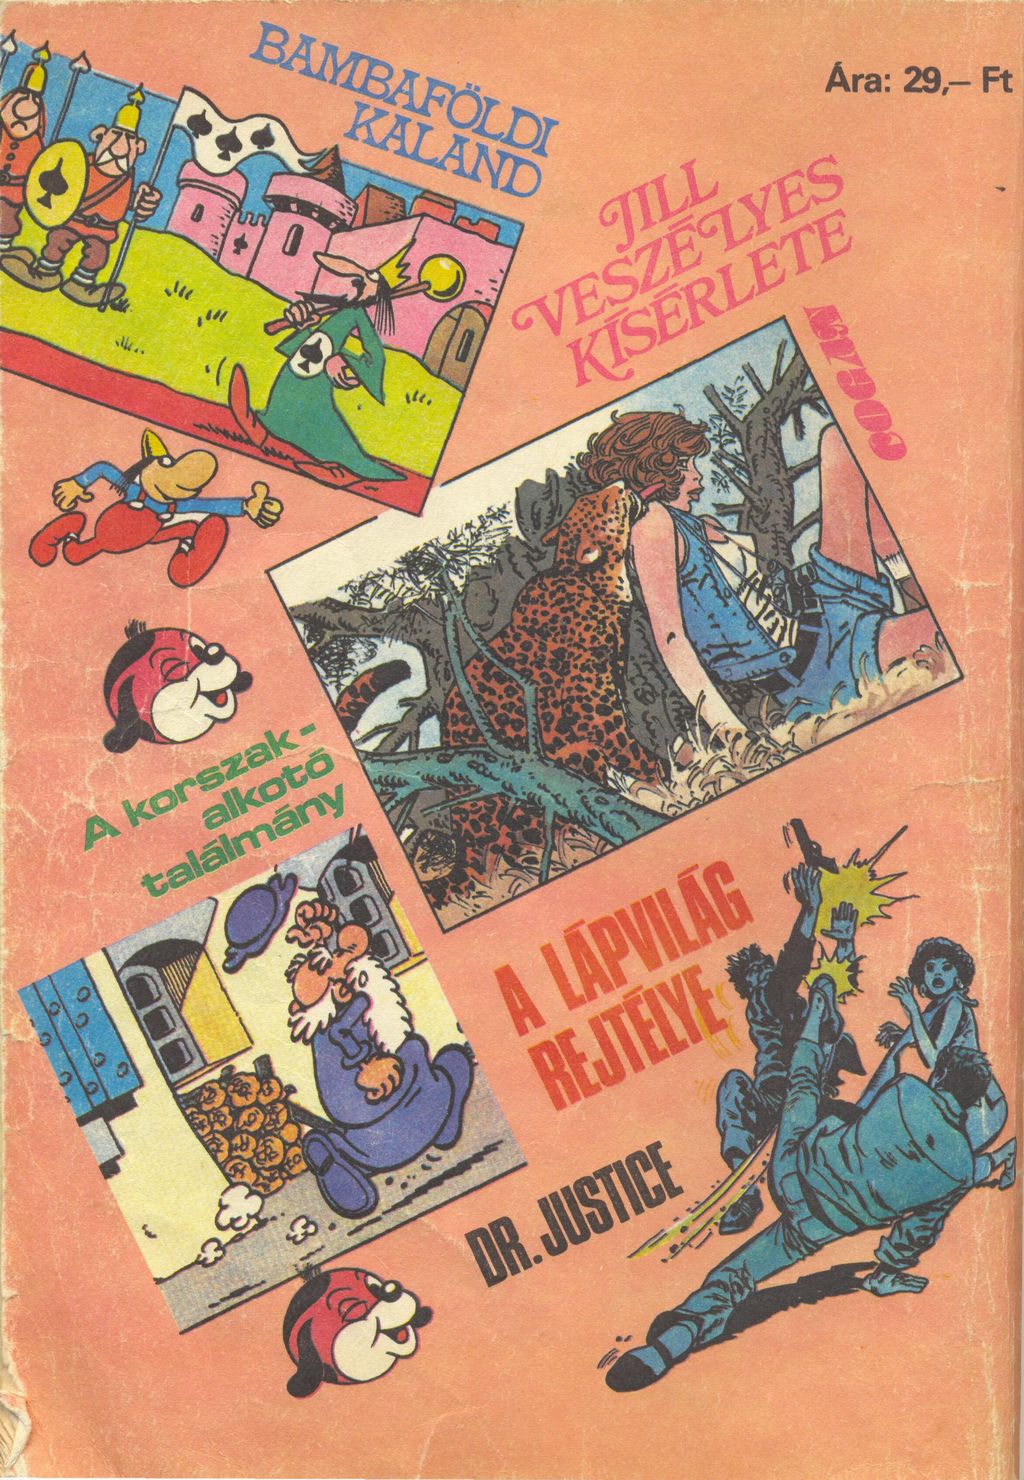 BAMBAFÖLDI
KALAND
Ára: 29,— Ft
JILL
VESZÉLYES
KÍSÉRLETE
A korszak-
alkotó
találmány
A LÁPVILÁG
REJTÉLYE
DR. JUSTICE